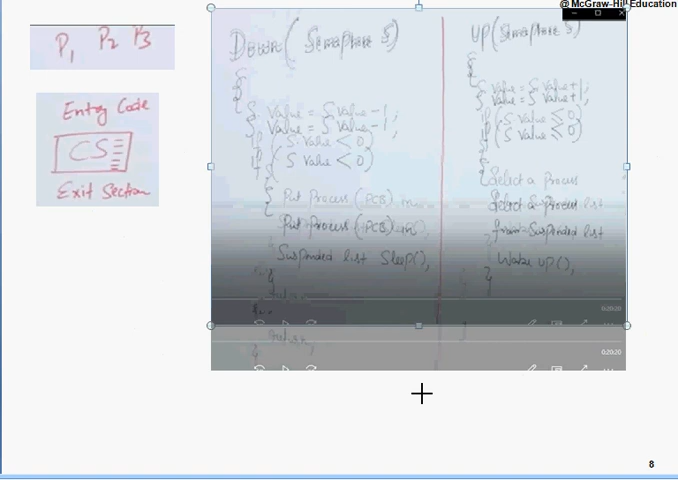 @ McGraw-Hill Education
P1 P2 P3
Entry Code
CS
Exit Section
Down (Semaphore S)
{
S Value = S Value - 1;
S Value = S Value - 1;
if (S Value < 0)
if (S Value < 0)
{
Put Process (PCB) in
Put Process (PCB) in
Suspended list Sleep();
}
return;
UP (Semaphore S)
{
S Value = S Value + 1;
S Value = S Value + 1;
if (S Value ≤ 0)
if (S Value ≤ 0)
{
Select a Process
Select a Process list
from Suspended list
Wake up();
}
0:20:20
0:20:20
8